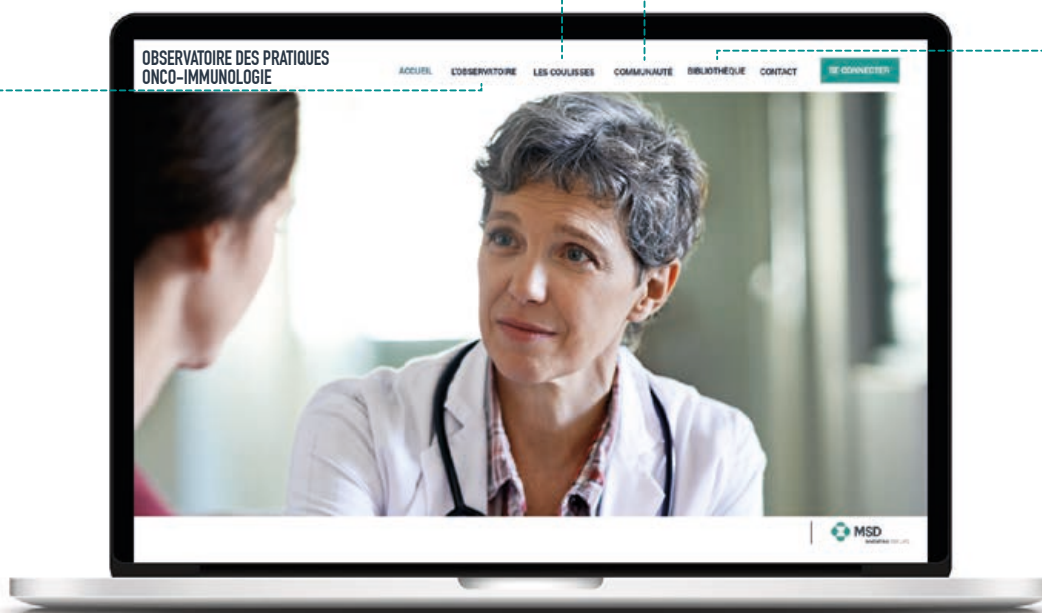 OBSERVATOIRE DES PRATIQUES
ONCO-IMMUNOLOGIE
ACCUEIL L'OBSERVATOIRE LES COULISSES COMMUNAUTÉ BIBLIOTHÈQUE CONTACT SE CONNECTER
MSD